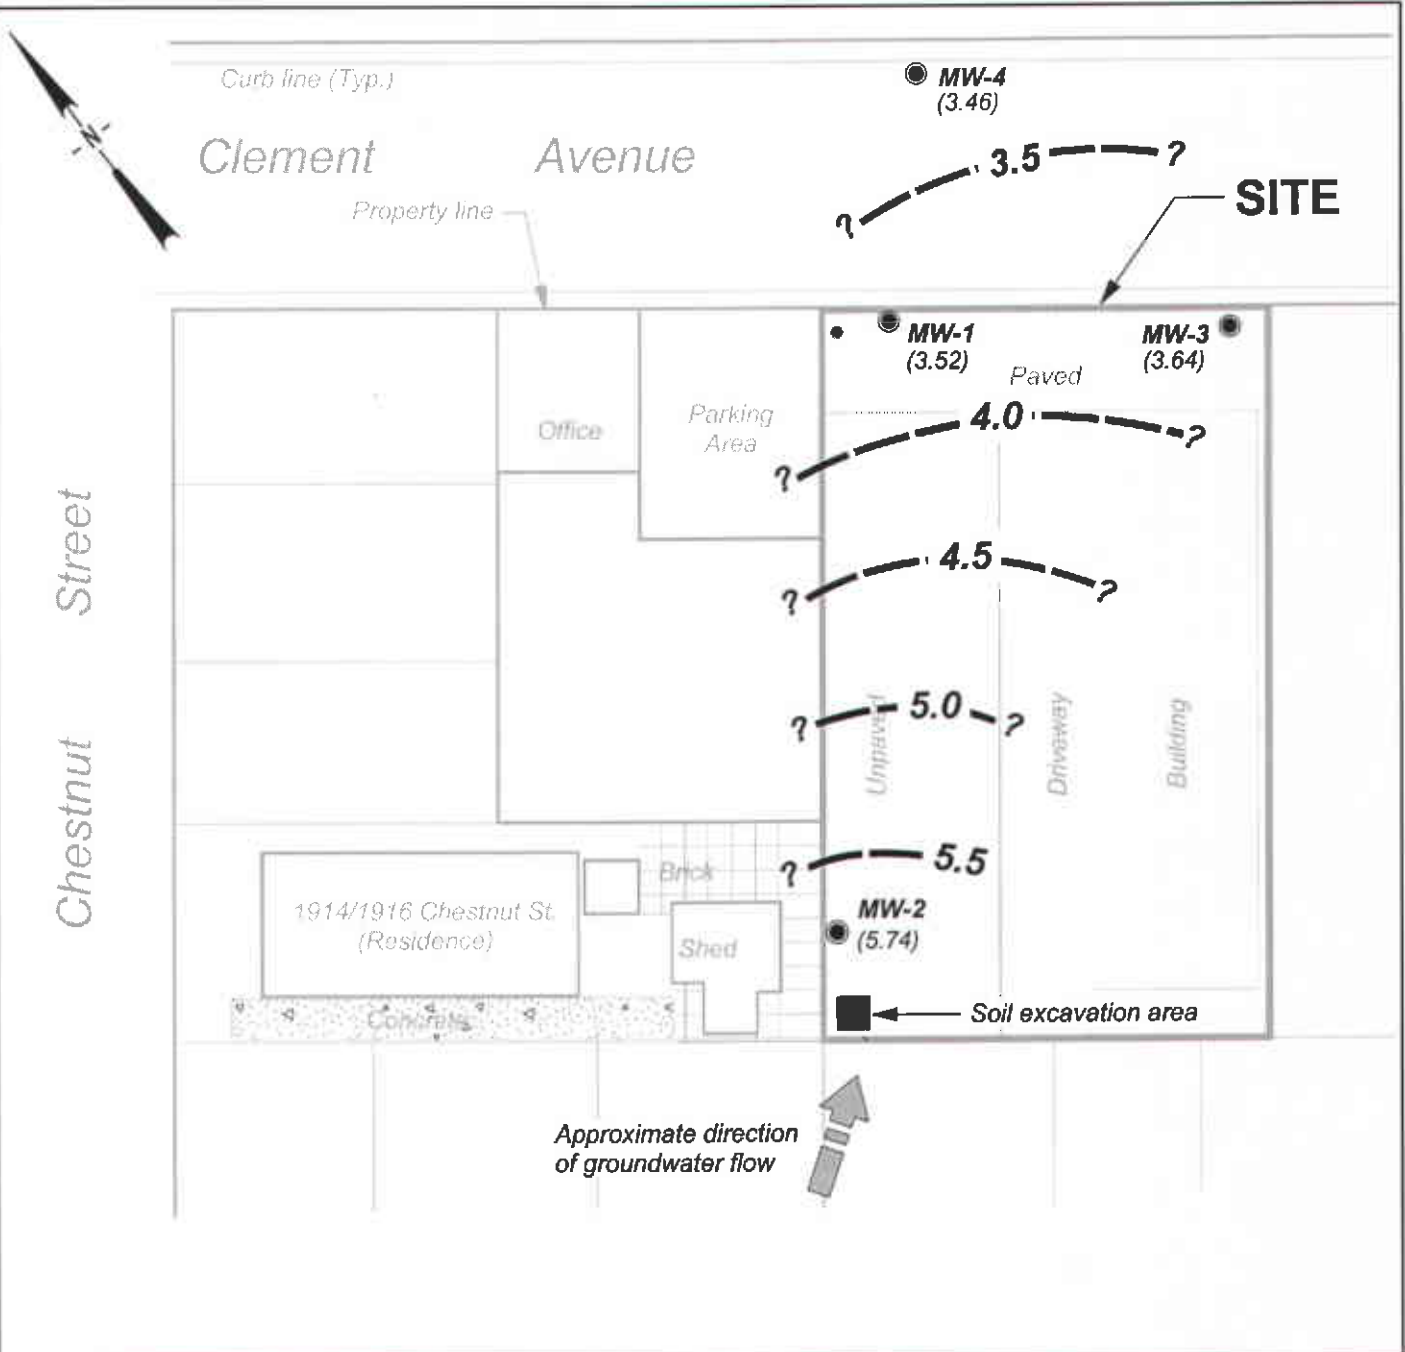 Curb line (Typ.)
MW-4
(3.46)
N
Clement Avenue
3.5
?
?
Property line
SITE
MW-1
(3.52)
MW-3
(3.64)
Paved
Office
Parking
Area
4.0
?
?
Chestnut Street
4.5
?
?
5.0
?
?
Unpaved
Driveway
Building
5.5
?
Brick
1914/1916 Chestnut St.
(Residence)
Shed
MW-2
(5.74)
Concrete
Soil excavation area
Approximate direction
of groundwater flow